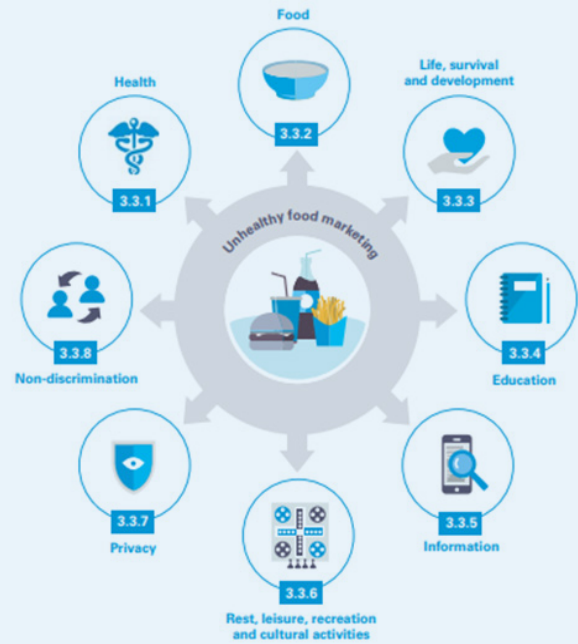 Food
3.3.2
Life, survival
and development
3.3.3
Health
3.3.1
Unhealthy food marketing
3.3.8
Non-discrimination
3.3.4
Education
3.3.7
Privacy
3.3.5
Information
3.3.6
Rest, leisure, recreation
and cultural activities